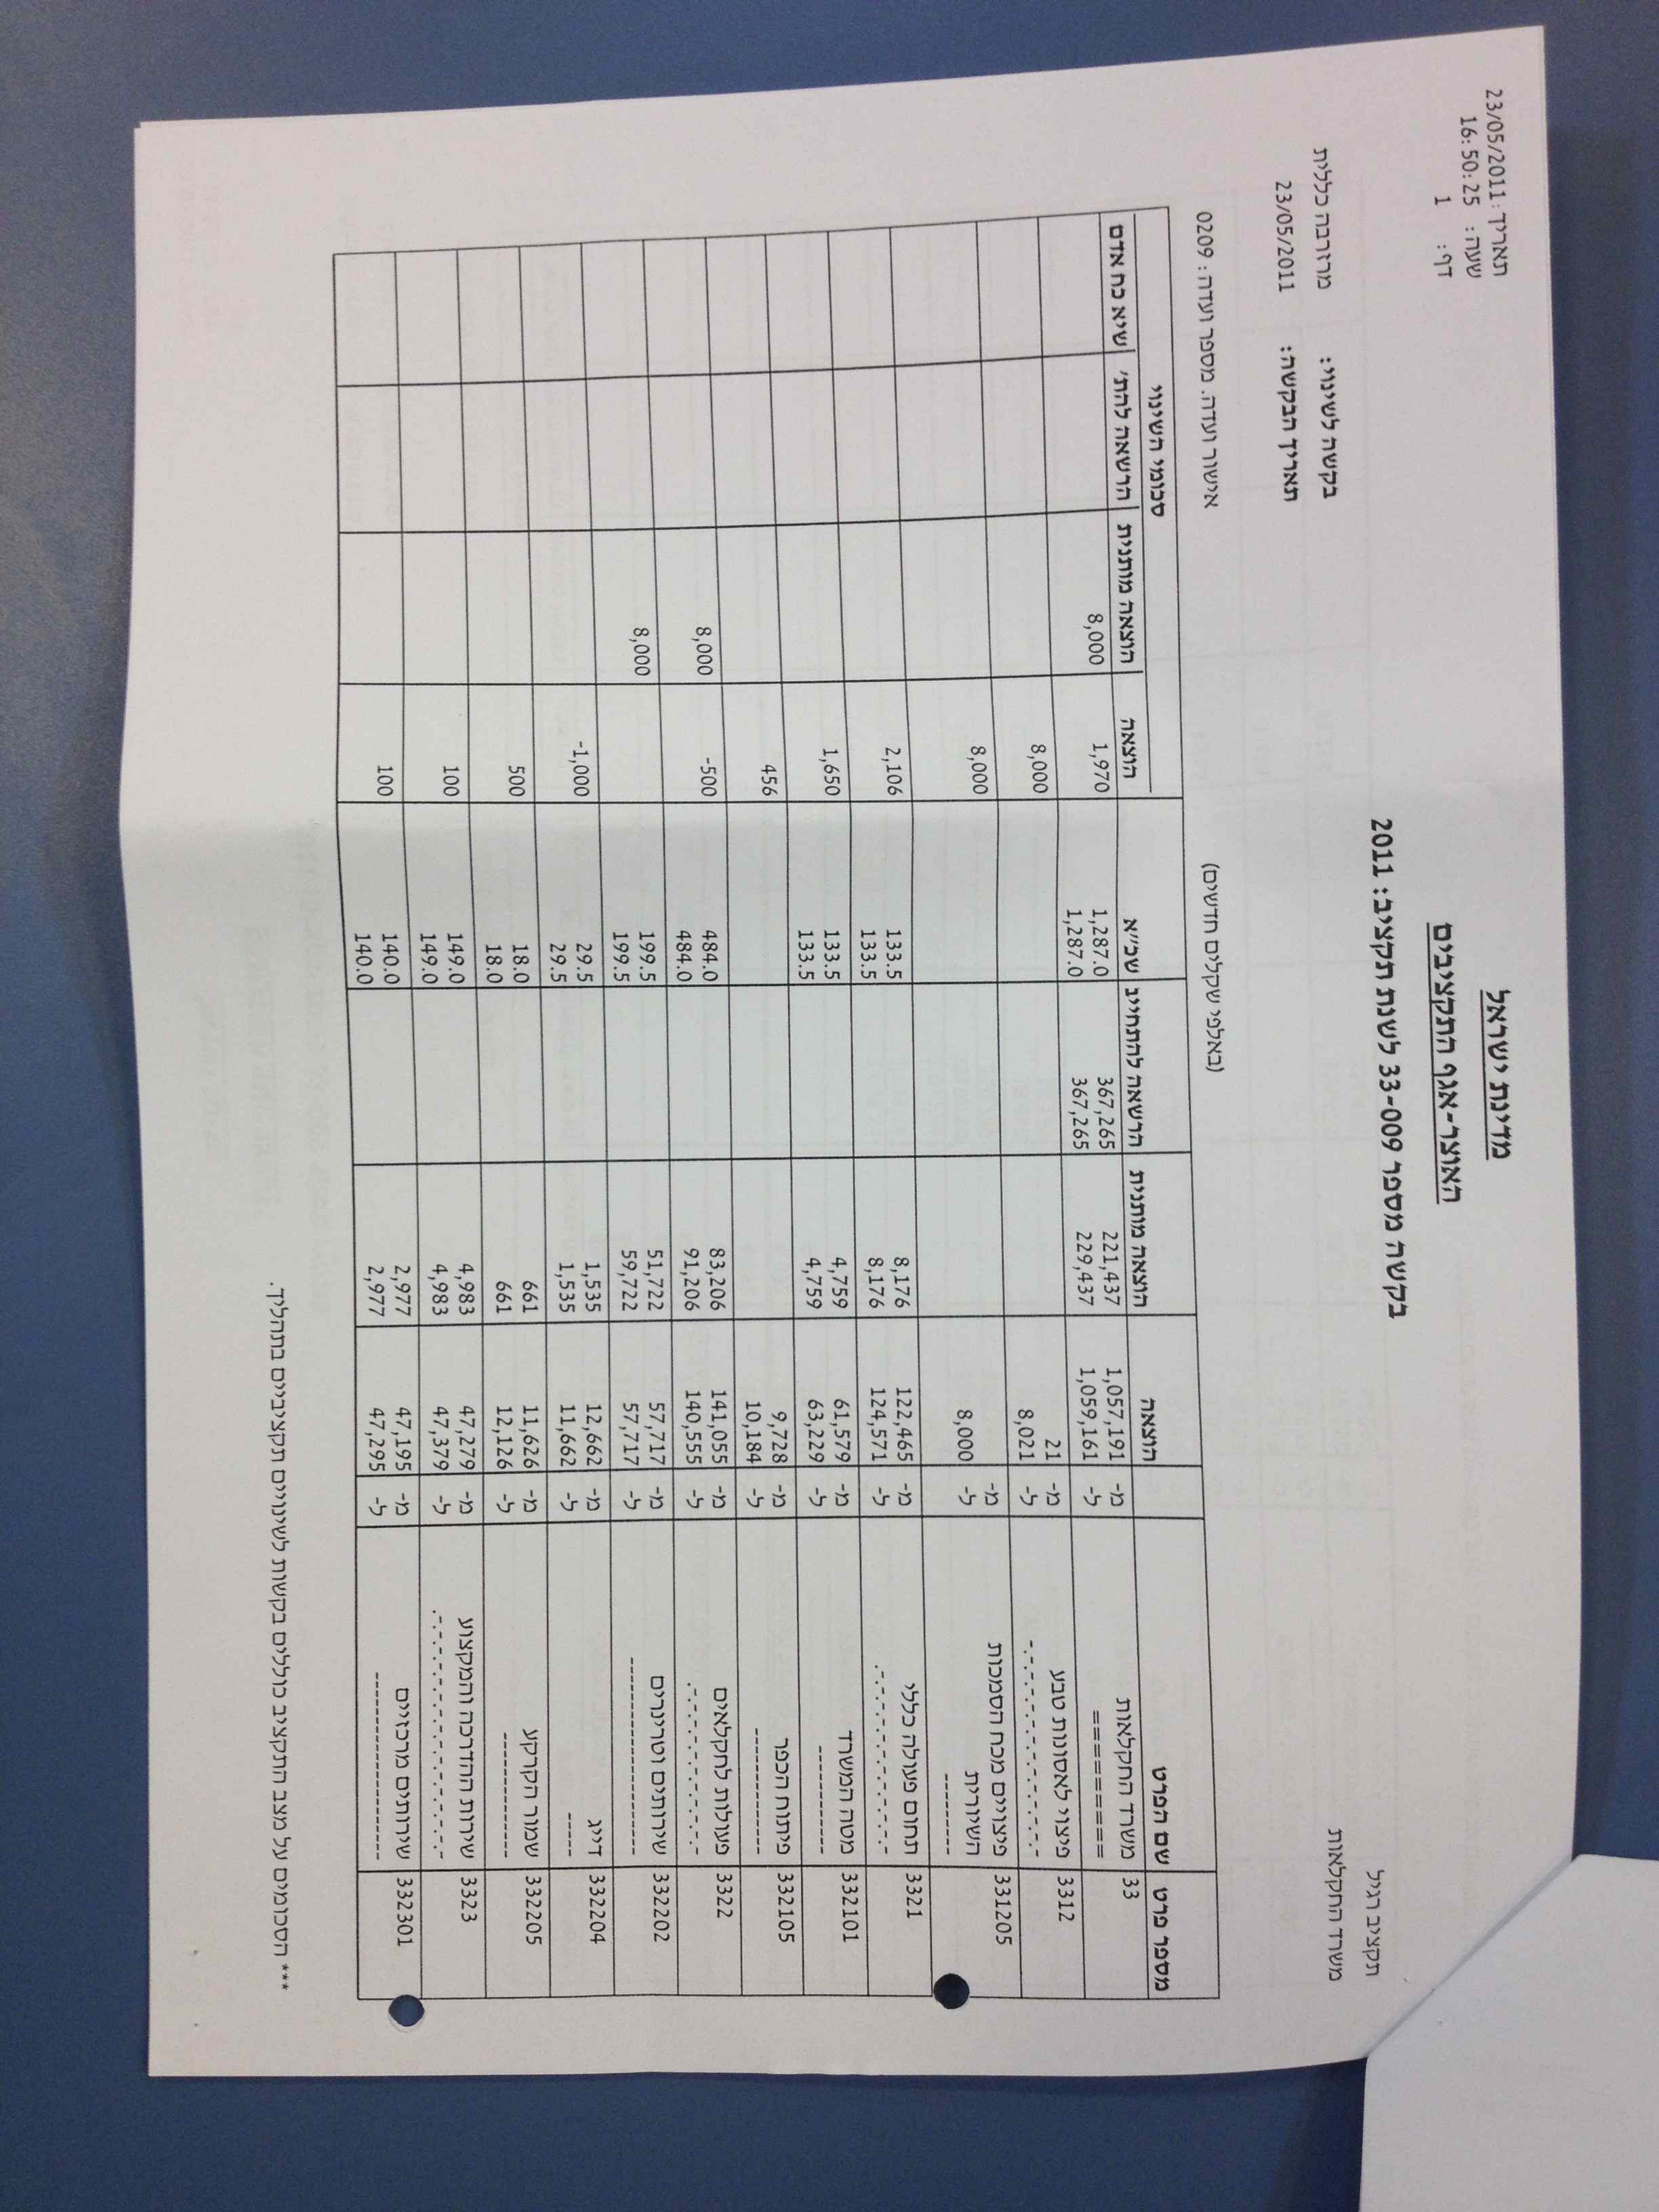 תאריך: 23/05/2011
שעה: 16:50:25
דף: 1
מדינת ישראל
האוצר-אגף התקציבים
בקשה מספר 33-009 לשנת תקציב: 2011
תקציב רגיל
משרד החקלאות
בקשה לשינוי: מרזרבה כללית
תאריך הבקשה: 23/05/2011
אישור ועדה. מספר ועדה: 0209
(באלפי שקלים חדשים)
סכומי השינוי
מספר פרט שם הפרט הוצאה הוצאה מותנית הרשאה להתחייב שכ"א הוצאה הוצאה מותנית הרשאה להת' שיא כח אדם
33 משרד החקלאות מ- 1,057,191 221,437 367,265 1,287.0 1,970 8,000
========= ל- 1,059,161 229,437 367,265 1,287.0
3312 פיצוי לאסונות טבע מ- 21 8,000
-.-.-.-.-.-.-.-.-.- ל- 8,021
331205 פיצויים מכח הסמכות מ- 8,000
השיורית ל- 8,000
---------
3321 תחום פעולה כללי מ- 122,465 8,176 133.5 2,106
-.-.-.-.-.-.-.-.-. ל- 124,571 8,176 133.5
332101 מטה המשרד מ- 61,579 4,759 133.5 1,650
----------- ל- 63,229 4,759 133.5
332105 פיתוח הכפר מ- 9,728 456
------------- ל- 10,184
3322 פעולות לחקלאים מ- 141,055 83,206 484.0 -500 8,000
-.-.-.-.-.-.-.-.-. ל- 140,555 91,206 484.0
332202 שירותים וטרינרים מ- 57,717 51,722 199.5 8,000
-------------------- ל- 57,717 59,722 199.5
332204 דייג מ- 12,662 1,535 29.5 -1,000
----- ל- 11,662 1,535 29.5
332205 שמור הקרקע מ- 11,626 661 18.0 500
------------- ל- 12,126 661 18.0
3323 שירות ההדרכה והמקצוע מ- 47,279 4,983 149.0 100
-.-.-.-.-.-.-.-.-.-.-.-. ל- 47,379 4,983 149.0
332301 שירותים מרכזיים מ- 47,195 2,977 140.0 100
------------------- ל- 47,295 2,977 140.0
*** הסכומים על מצב התקציב כוללים בקשות לשינויים תקציביים בתהליך.